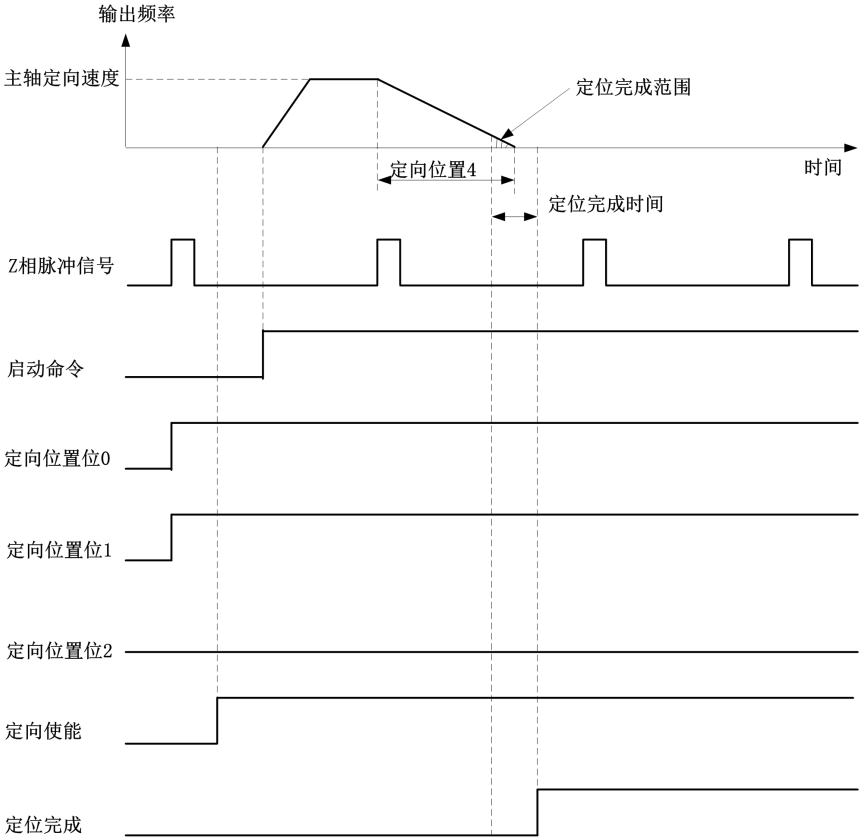 输出频率
主轴定向速度
定位完成范围
时间
定向位置4
定位完成时间
Z相脉冲信号
启动命令
定向位置位0
定向位置位1
定向位置位2
定向使能
定位完成